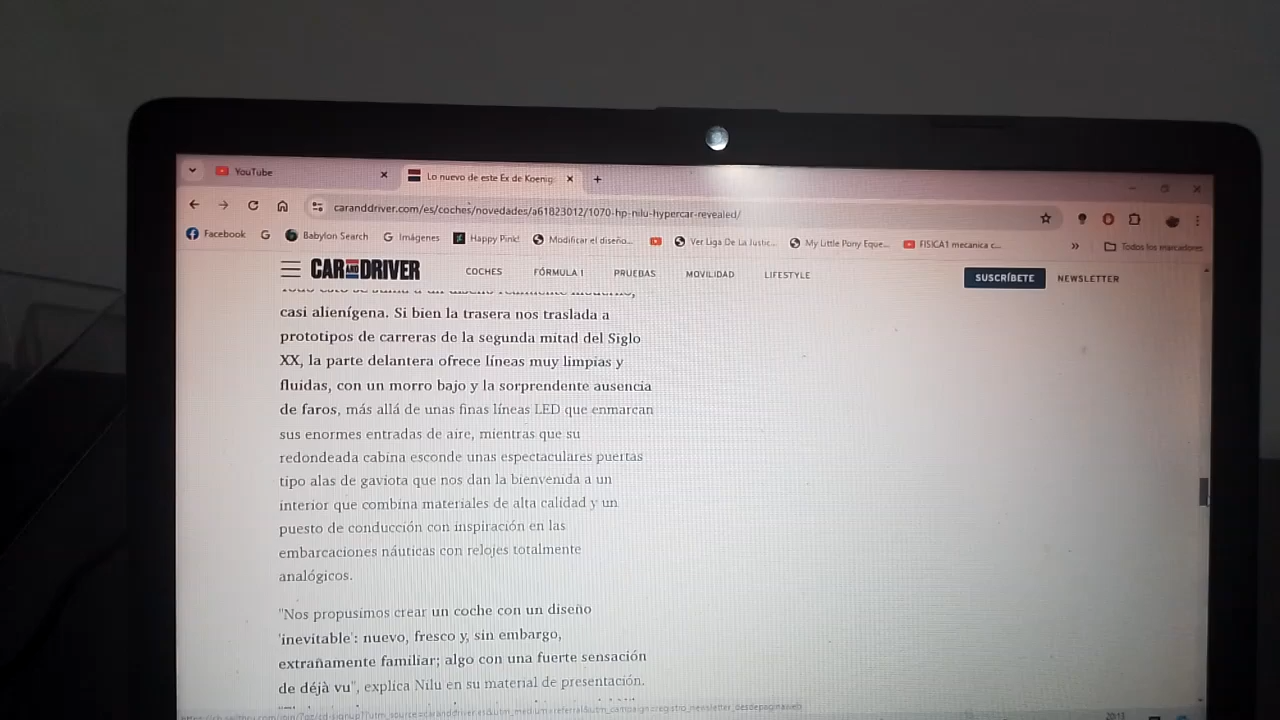 YouTube
Lo nuevo de este Ex de Koenig
caranddriver.com/es/coches/novedades/a61823012/1070-hp-nilu-hypercar-revealed/
Facebook
G
Babylon Search
Imágenes
Happy Pink!
Modificar el diseño...
Ver Liga De La Justic...
My Little Pony Eque...
FISICA1 mecanica c...
»
Todos los marcadores
CAR AND DRIVER
COCHES
FÓRMULA 1
PRUEBAS
MOVILIDAD
LIFESTYLE
SUSCRÍBETE
NEWSLETTER
casi alienígena. Si bien la trasera nos traslada a
prototipos de carreras de la segunda mitad del Siglo
XX, la parte delantera ofrece líneas muy limpias y
fluidas, con un morro bajo y la sorprendente ausencia
de faros, más allá de unas finas líneas LED que enmarcan
sus enormes entradas de aire, mientras que su
redondeada cabina esconde unas espectaculares puertas
tipo alas de gaviota que nos dan la bienvenida a un
interior que combina materiales de alta calidad y un
puesto de conducción con inspiración en las
embarcaciones náuticas con relojes totalmente
analógicos.
"Nos propusimos crear un coche con un diseño
'inevitable': nuevo, fresco y, sin embargo,
extrañamente familiar; algo con una fuerte sensación
de déjà vu", explica Nilu en su material de presentación.